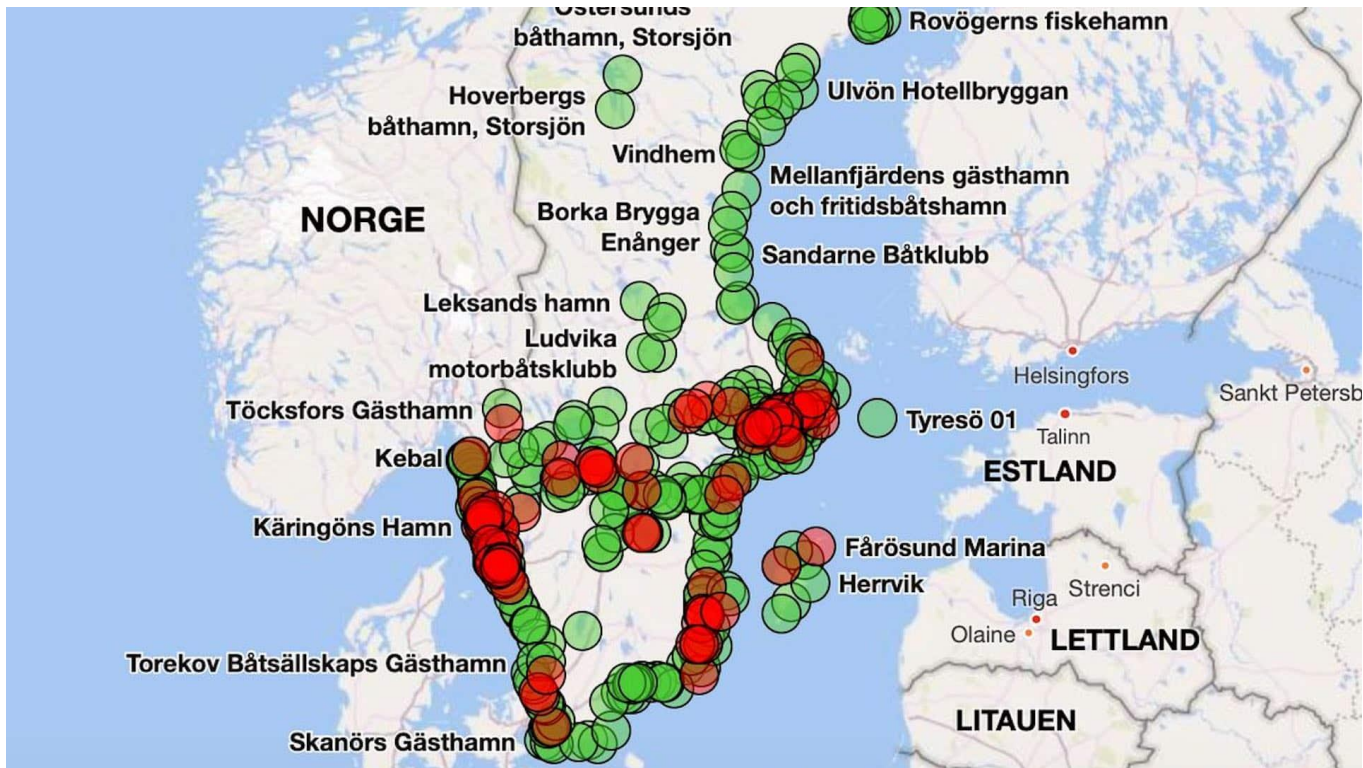 Östersunds
båthamn, Storsjön
Rovögerns fiskehamn
Hoverbergs
båthamn, Storsjön
Ulvön Hotellbryggan
Vindhem
Mellanfjärdens gästhamn
och fritidsbåtshamn
NORGE
Borka Brygga
Enånger
Sandarne Båtklubb
Leksands hamn
Ludvika
motorbåtsklubb
Helsingfors
Sankt Petersb
Töcksfors Gästhamn
Tyresö 01
Talinn
Kebal
ESTLAND
Käringöns Hamn
Fårösund Marina
Herrvik
Strenci
Riga
Olaine
LETTLAND
Torekov Båtsällskaps Gästhamn
LITAUEN
Skanörs Gästhamn